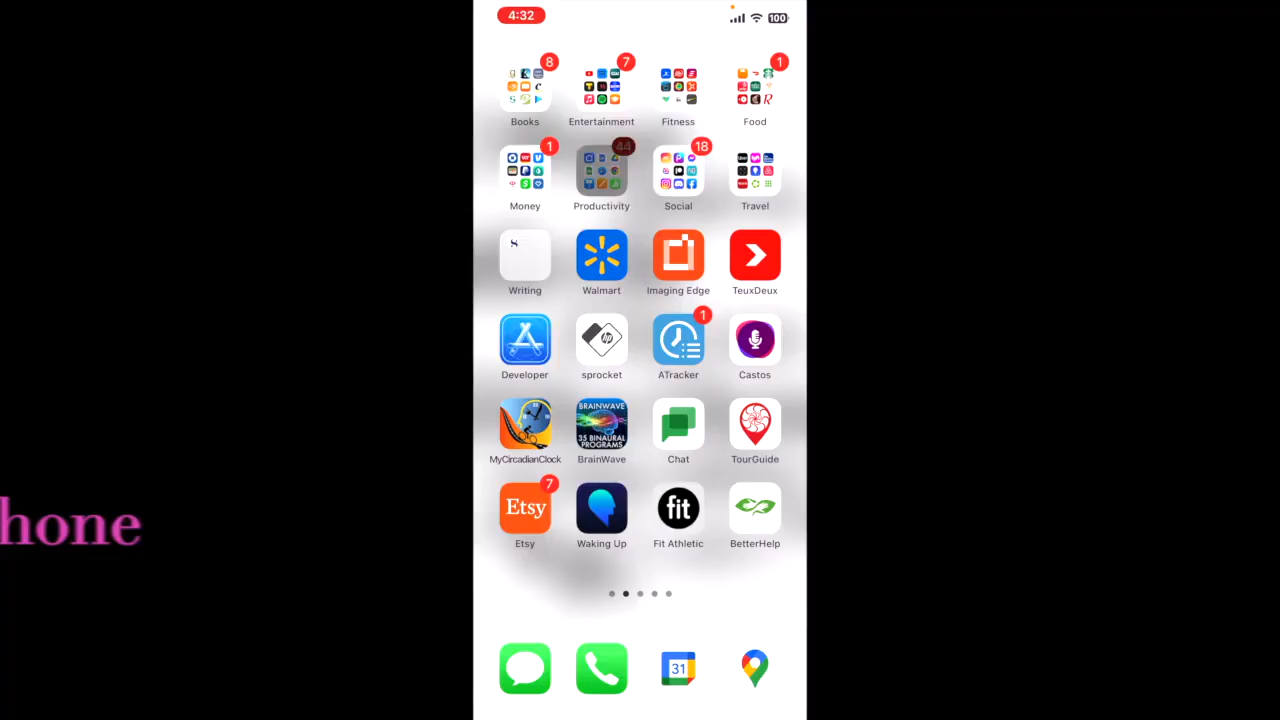 4:32
100
8
7
1
Books
Entertainment
Fitness
Food
1
44
18
Money
Productivity
Social
Travel
Writing
Walmart
Imaging Edge
TeuxDeux
1
Developer
sprocket
ATracker
Castos
BRAINWAVE
35 BINAURAL
PROGRAMS
MyCircadianClock
BrainWave
Chat
TourGuide
7
Etsy
fit
Etsy
Waking Up
Fit Athletic
BetterHelp
hone
31